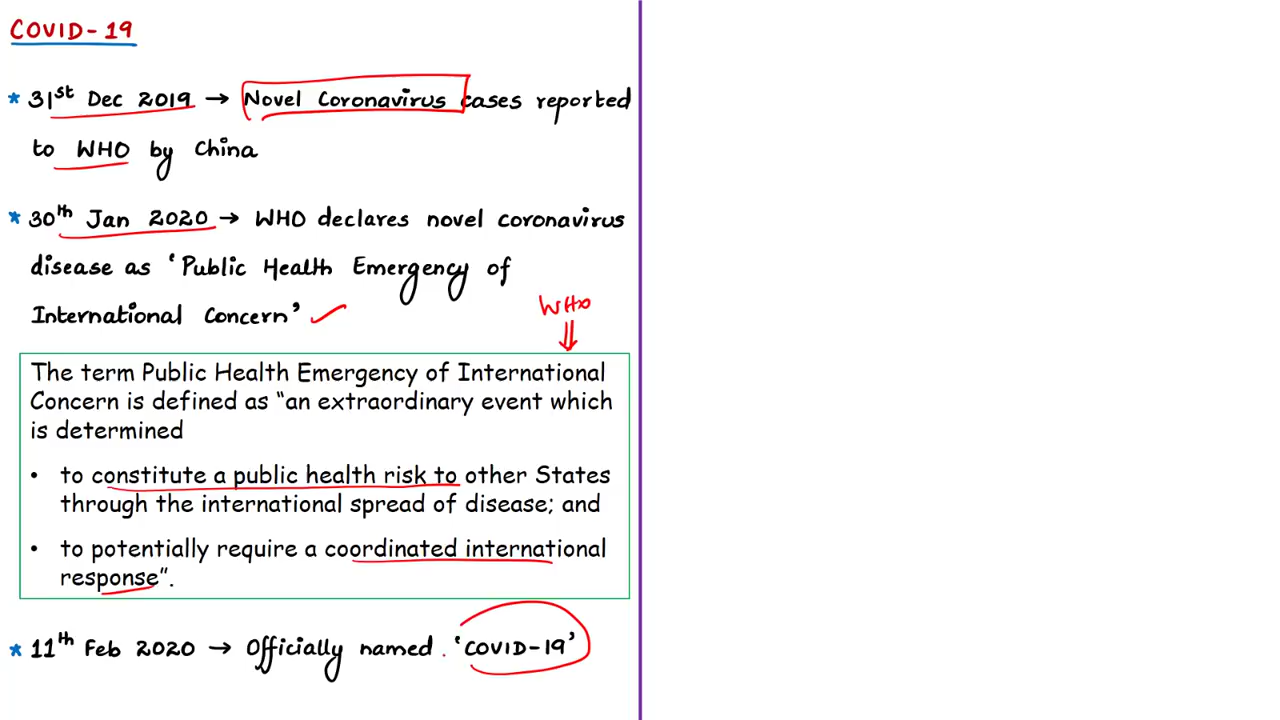 COVID-19
* 31st Dec 2019 → Novel Coronavirus cases reported
to WHO by China
* 30th Jan 2020 → WHO declares novel coronavirus
disease as 'Public Health Emergency of
International Concern' ✓
WHO
⇓
The term Public Health Emergency of International
Concern is defined as “an extraordinary event which
is determined
• to constitute a public health risk to other States
through the international spread of disease; and
• to potentially require a coordinated international
response”.
* 11th Feb 2020 → Officially named 'COVID-19'